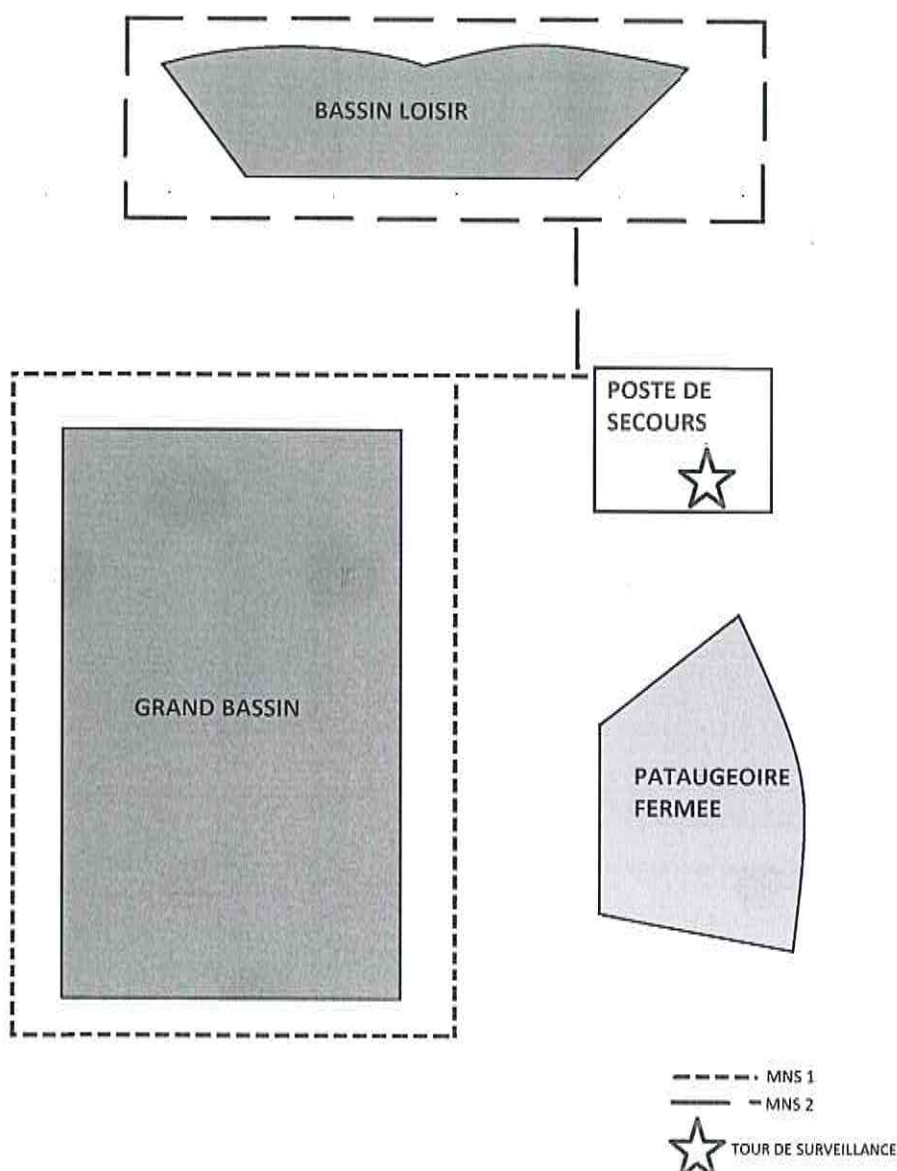 BASSIN LOISIR
POSTE DE
SECOURS
GRAND BASSIN
PATAUGEOIRE
FERMEE
MNS 1
MNS 2
TOUR DE SURVEILLANCE